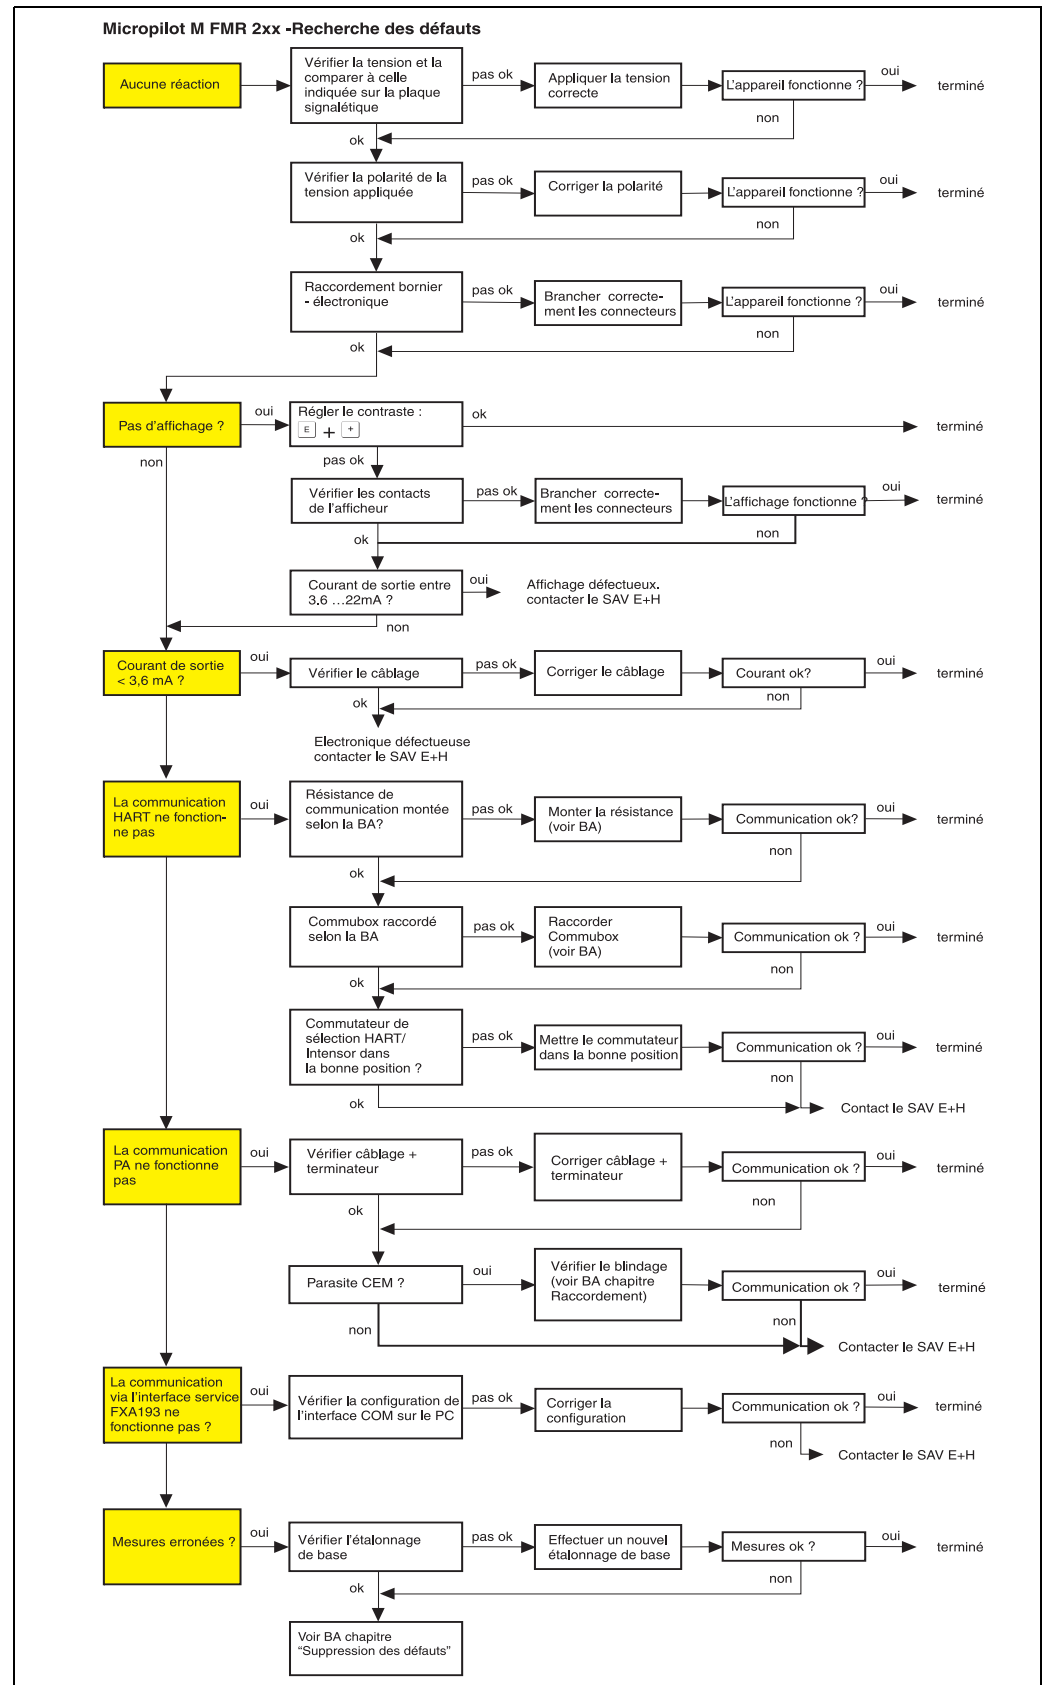 Micropilot M FMR 2xx -Recherche des défauts
Aucune réaction
Vérifier la tension et la
comparer à celle
indiquée sur la plaque
signalétique
pas ok
Appliquer la tension
correcte
L'appareil fonctionne ?
oui
terminé
non
ok
Vérifier la polarité de la
tension appliquée
pas ok
Corriger la polarité
L'appareil fonctionne ?
oui
terminé
non
ok
Raccordement bornier
- électronique
pas ok
Brancher correcte-
ment les connecteurs
L'appareil fonctionne ?
oui
terminé
non
ok
Pas d'affichage ?
oui
Régler le contraste :
E + +
ok
terminé
non
pas ok
Vérifier les contacts
de l'afficheur
pas ok
Brancher correcte-
ment les connecteurs
L'affichage fonctionne ?
oui
terminé
non
ok
Courant de sortie entre
3.6 ...22mA ?
oui
Affichage défectueux.
contacter le SAV E+H
non
Courant de sortie
< 3,6 mA ?
oui
Vérifier le câblage
pas ok
Corriger le câblage
Courant ok?
oui
terminé
non
ok
Electronique défectueuse
contacter le SAV E+H
La communication
HART ne fonction-
ne pas
oui
Résistance de
communication montée
selon la BA?
pas ok
Monter la résistance
(voir BA)
Communication ok?
oui
terminé
non
ok
Commubox raccordé
selon la BA
pas ok
Raccorder
Commubox
(voir BA)
Communication ok ?
oui
terminé
non
ok
Commutateur de
sélection HART/
Intensor dans
la bonne position ?
pas ok
Mettre le commutateur
dans la bonne position
Communication ok ?
oui
terminé
non
ok
Contact le SAV E+H
La communication
PA ne fonctionne
pas
oui
Vérifier câblage +
terminateur
pas ok
Corriger câblage +
terminateur
Communication ok ?
oui
terminé
non
ok
Parasite CEM ?
oui
Vérifier le blindage
(voir BA chapitre
Raccordement)
Communication ok ?
oui
terminé
non
non
Contacter le SAV E+H
La communication
via l'interface service
FXA193 ne
fonctionne pas ?
oui
Vérifier la configuration de
l'interface COM sur le PC
pas ok
Corriger la
configuration
Communication ok ?
oui
terminé
non
Contacter le SAV E+H
Mesures erronées ?
oui
Vérifier l'étalonnage
de base
pas ok
Effectuer un nouvel
étalonnage de base
Mesures ok ?
oui
terminé
non
ok
Voir BA chapitre
“Suppression des défauts”